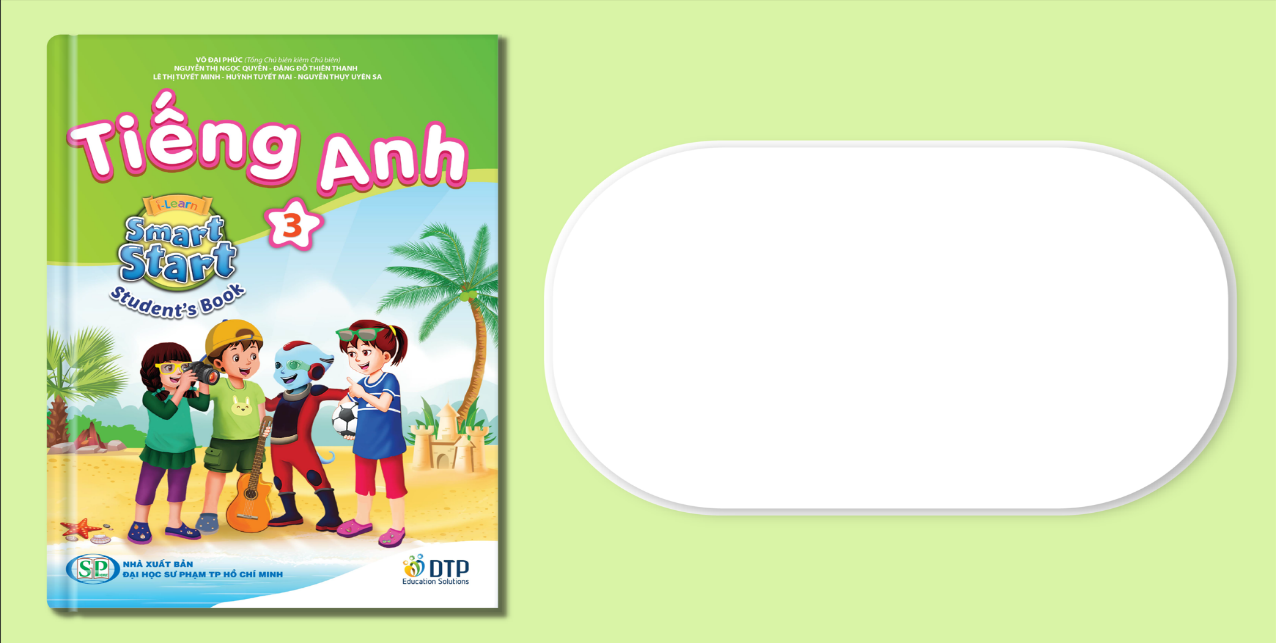 VÕ ĐẠI PHÚC (Tổng Chủ biên kiêm Chủ biên)
NGUYỄN THỊ NGỌC QUYÊN - ĐẶNG ĐỖ THIÊN THANH
LÊ THỊ TUYẾT MINH - HUỲNH TUYẾT MAI - NGUYỄN THỤY UYÊN SA
Tiếng Anh
3
i-Learn
Smart
Start
Student's Book
NHÀ XUẤT BẢN
ĐẠI HỌC SƯ PHẠM TP HỒ CHÍ MINH
SP
DTP
Education Solutions